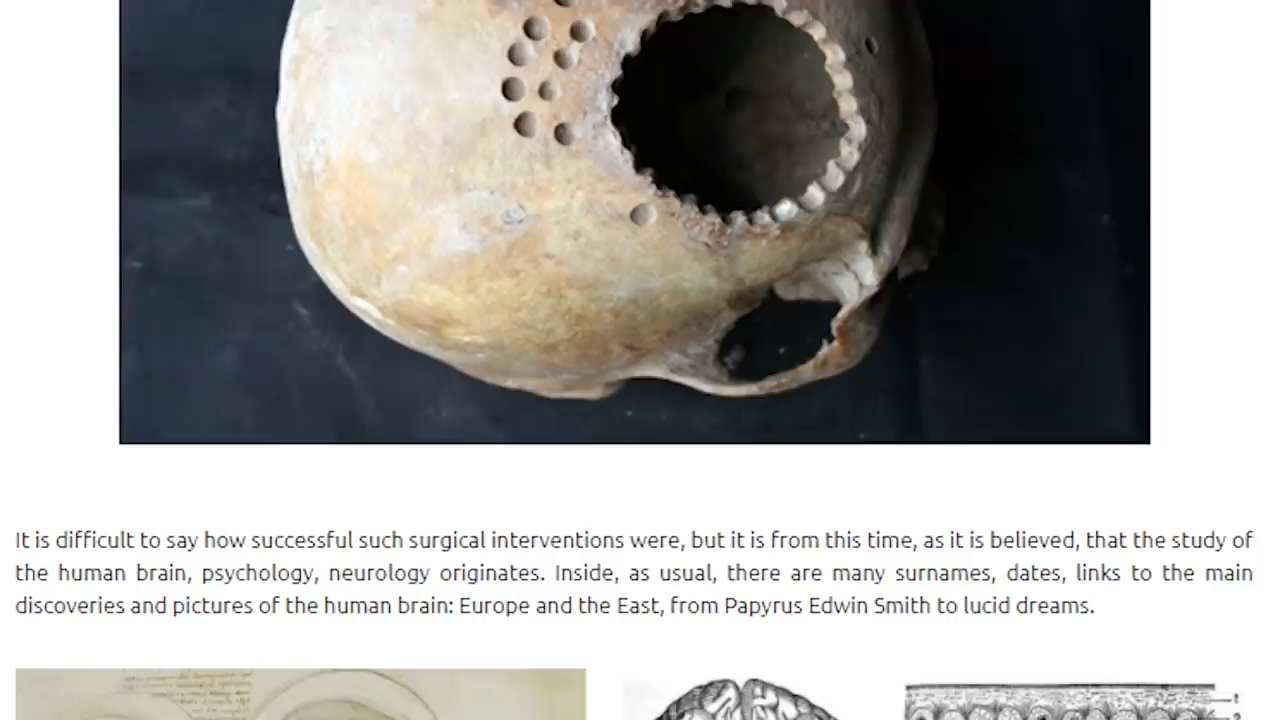 It is difficult to say how successful such surgical interventions were, but it is from this time, as it is believed, that the study of
the human brain, psychology, neurology originates. Inside, as usual, there are many surnames, dates, links to the main
discoveries and pictures of the human brain: Europe and the East, from Papyrus Edwin Smith to lucid dreams.